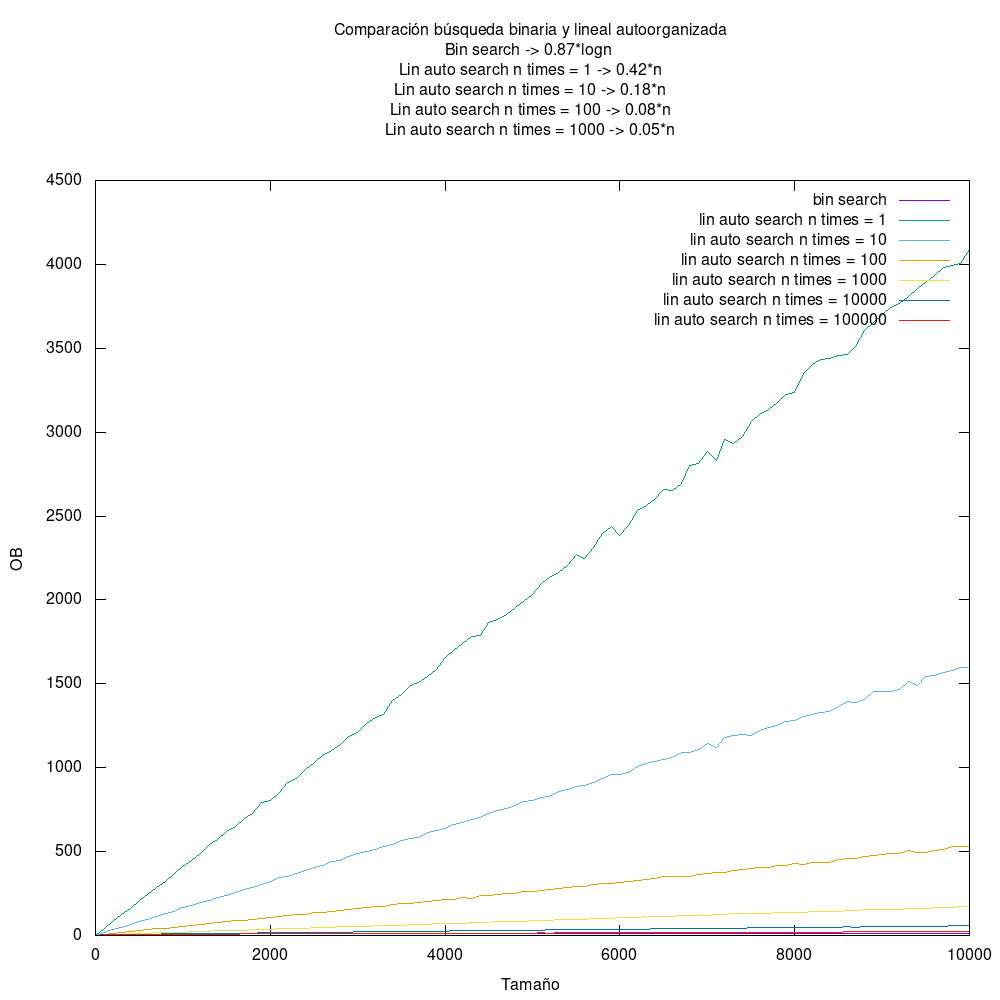 Comparación búsqueda binaria y lineal autoorganizada
Bin search -> 0.87*logn
Lin auto search n times = 1 -> 0.42*n
Lin auto search n times = 10 -> 0.18*n
Lin auto search n times = 100 -> 0.08*n
Lin auto search n times = 1000 -> 0.05*n
4500
4000
3500
3000
2500
2000
1500
1000
500
0
OB
bin search
lin auto search n times = 1
lin auto search n times = 10
lin auto search n times = 100
lin auto search n times = 1000
lin auto search n times = 10000
lin auto search n times = 100000
0 2000 4000 6000 8000 10000
Tamaño